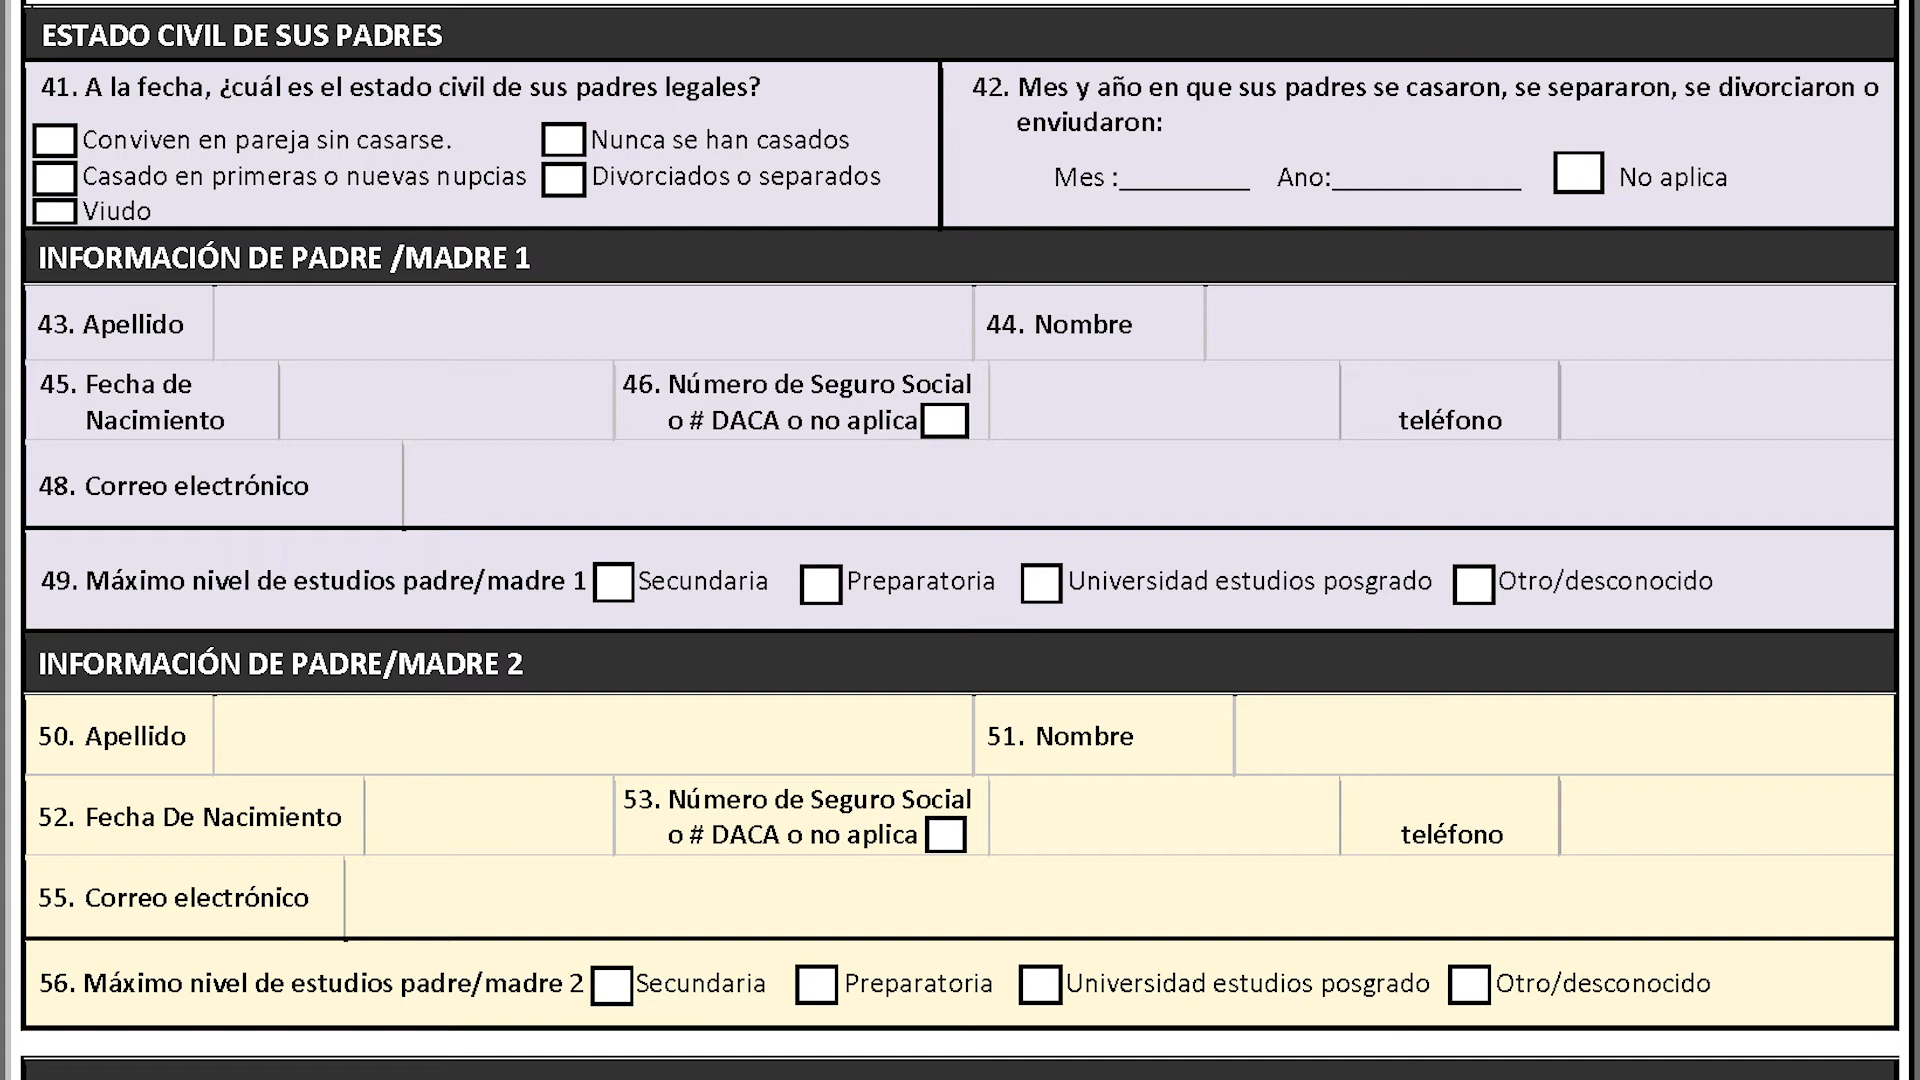 ESTADO CIVIL DE SUS PADRES
41. A la fecha, ¿cuál es el estado civil de sus padres legales?
Conviven en pareja sin casarse. Nunca se han casados
Casado en primeras o nuevas nupcias Divorciados o separados
Viudo
42. Mes y año en que sus padres se casaron, se separaron, se divorciaron o
enviudaron:
Mes :_________ Ano:_____________ No aplica
INFORMACIÓN DE PADRE /MADRE 1
43. Apellido 44. Nombre
45. Fecha de
Nacimiento
46. Número de Seguro Social
o # DACA o no aplica
teléfono
48. Correo electrónico
49. Máximo nivel de estudios padre/madre 1 Secundaria Preparatoria Universidad estudios posgrado Otro/desconocido
INFORMACIÓN DE PADRE/MADRE 2
50. Apellido 51. Nombre
52. Fecha De Nacimiento
53. Número de Seguro Social
o # DACA o no aplica
teléfono
55. Correo electrónico
56. Máximo nivel de estudios padre/madre 2 Secundaria Preparatoria Universidad estudios posgrado Otro/desconocido